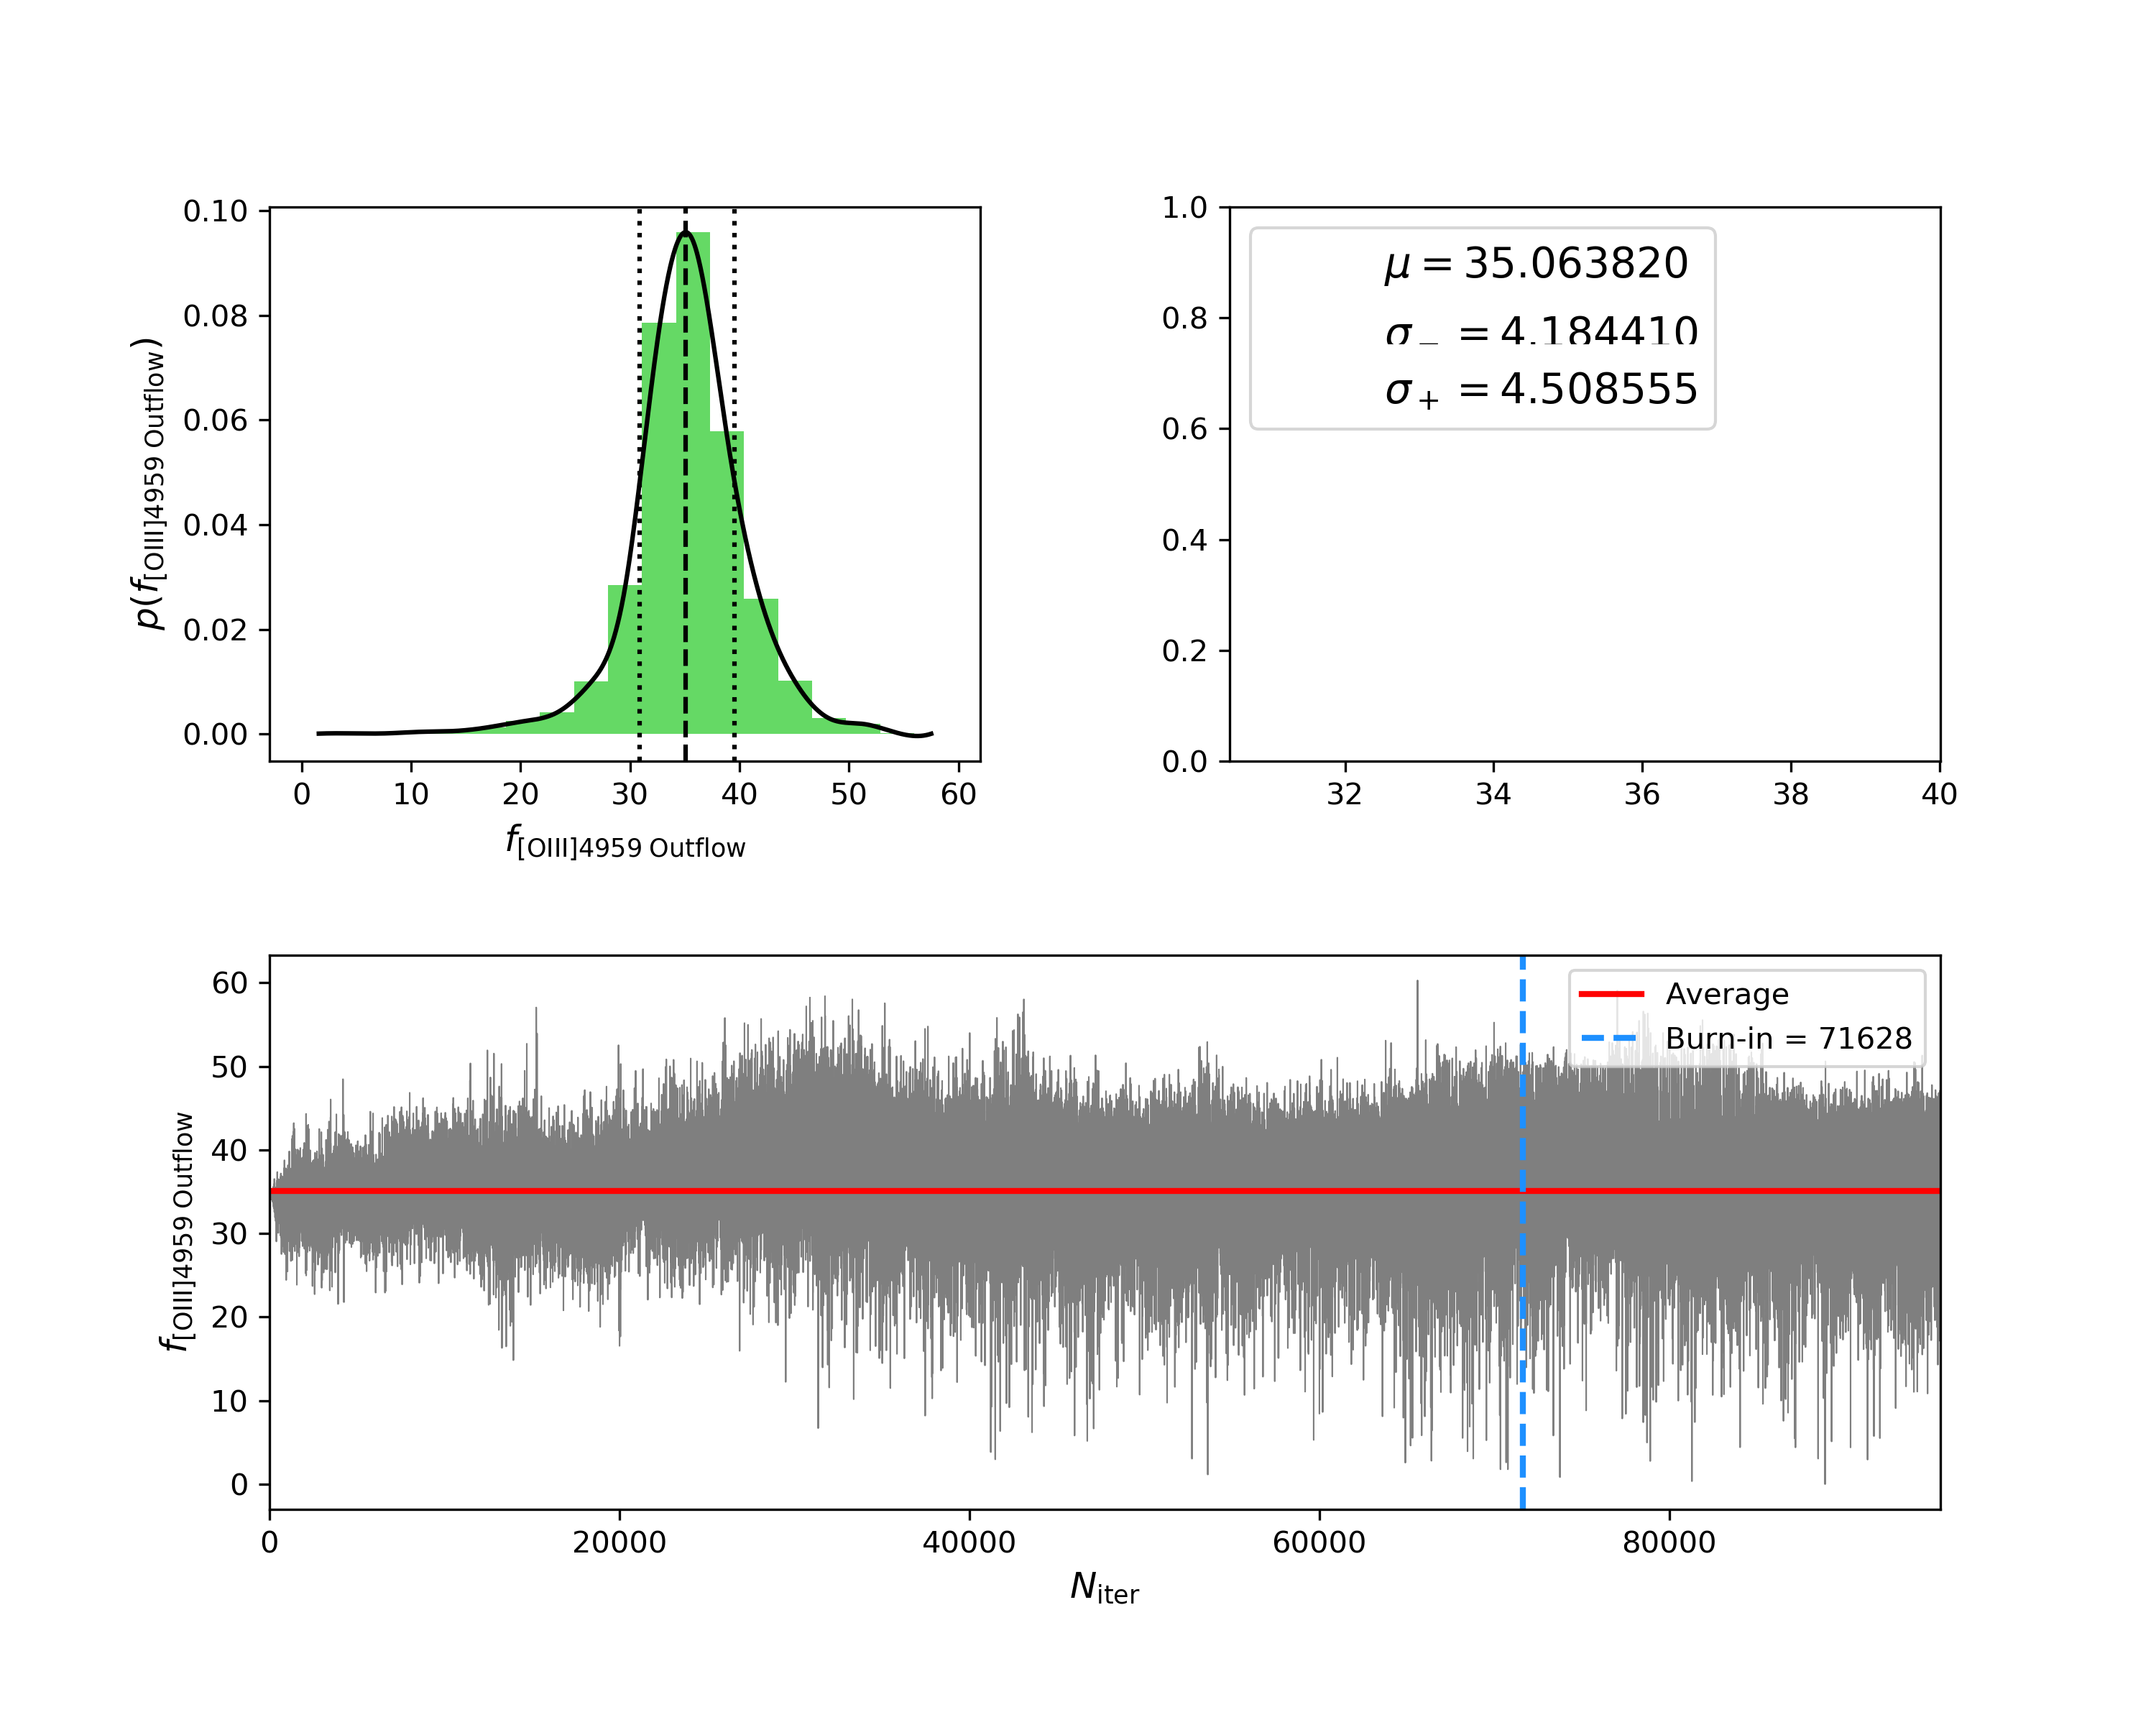 0.10
0.08
0.06
0.04
0.02
0.00
p(f[OIII]4959 Outflow)
0 10 20 30 40 50 60
f[OIII]4959 Outflow
1.0
0.8
0.6
0.4
0.2
0.0
μ = 35.063820
σ− = 4.184410
σ+ = 4.508555
32 34 36 38 40
60
50
40
30
20
10
0
f[OIII]4959 Outflow
Average
Burn-in = 71628
0 20000 40000 60000 80000
Niter